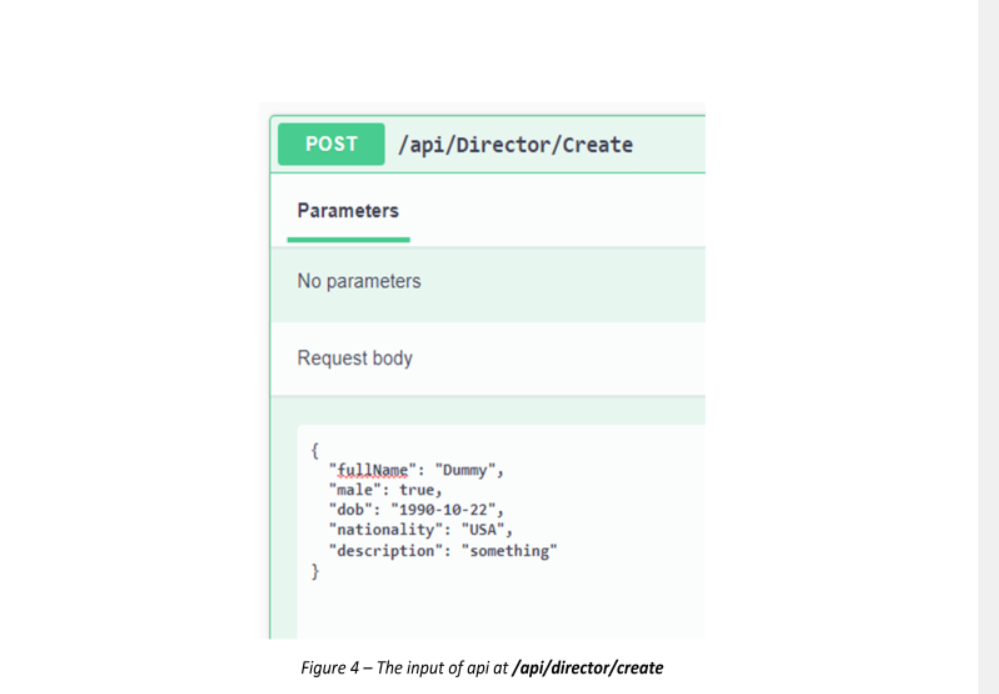 POST /api/Director/Create
Parameters
No parameters
Request body
{
"fullName": "Dummy",
"male": true,
"dob": "1990-10-22",
"nationality": "USA",
"description": "something"
}
Figure 4 – The input of api at /api/director/create